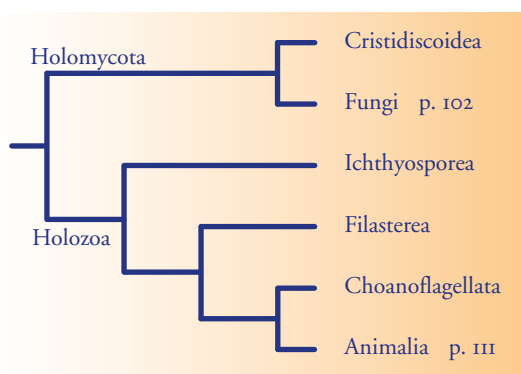 Cristidiscoidea
Holomycota
Fungi p. 102
Ichthyosporea
Filasterea
Holozoa
Choanoflagellata
Animalia p. 111